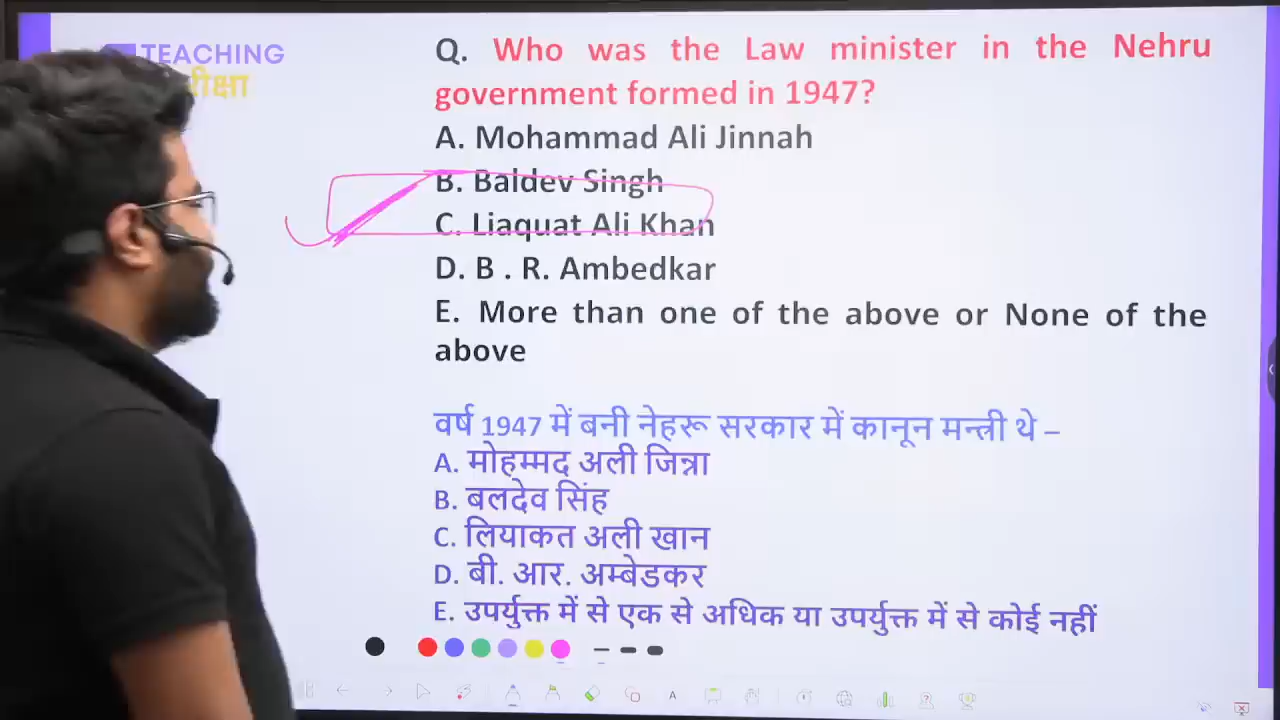 TEACHING
Q. Who was the Law minister in the Nehru
government formed in 1947?
A. Mohammad Ali Jinnah
B. Baldev Singh
C. Liaquat Ali Khan
D. B . R. Ambedkar
E. More than one of the above or None of the
above
वर्ष 1947 में बनी नेहरू सरकार में कानून मन्त्री थे –
A. मोहम्मद अली जिन्ना
B. बलदेव सिंह
C. लियाकत अली खान
D. बी. आर. अम्बेडकर
E. उपर्युक्त में से एक से अधिक या उपर्युक्त में से कोई नहीं